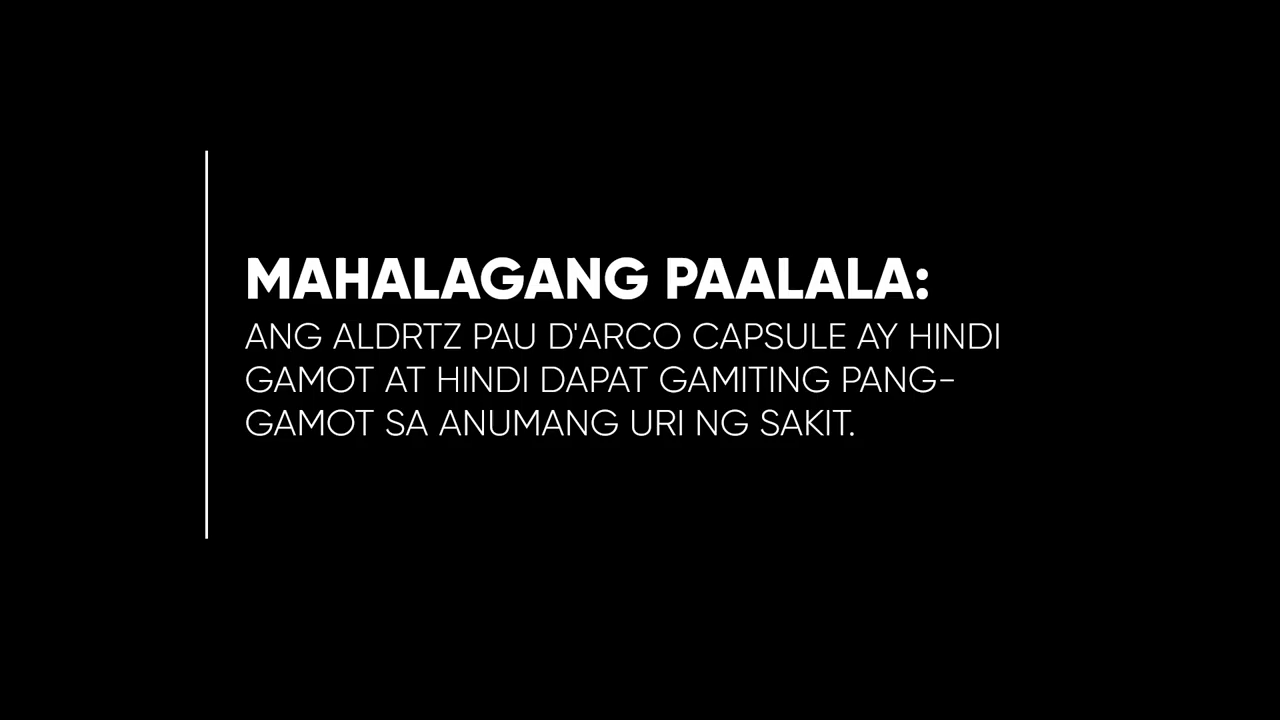 MAHALAGANG PAALALA:
ANG ALDRTZ PAU D'ARCO CAPSULE AY HINDI
GAMOT AT HINDI DAPAT GAMITING PANG-
GAMOT SA ANUMANG URI NG SAKIT.